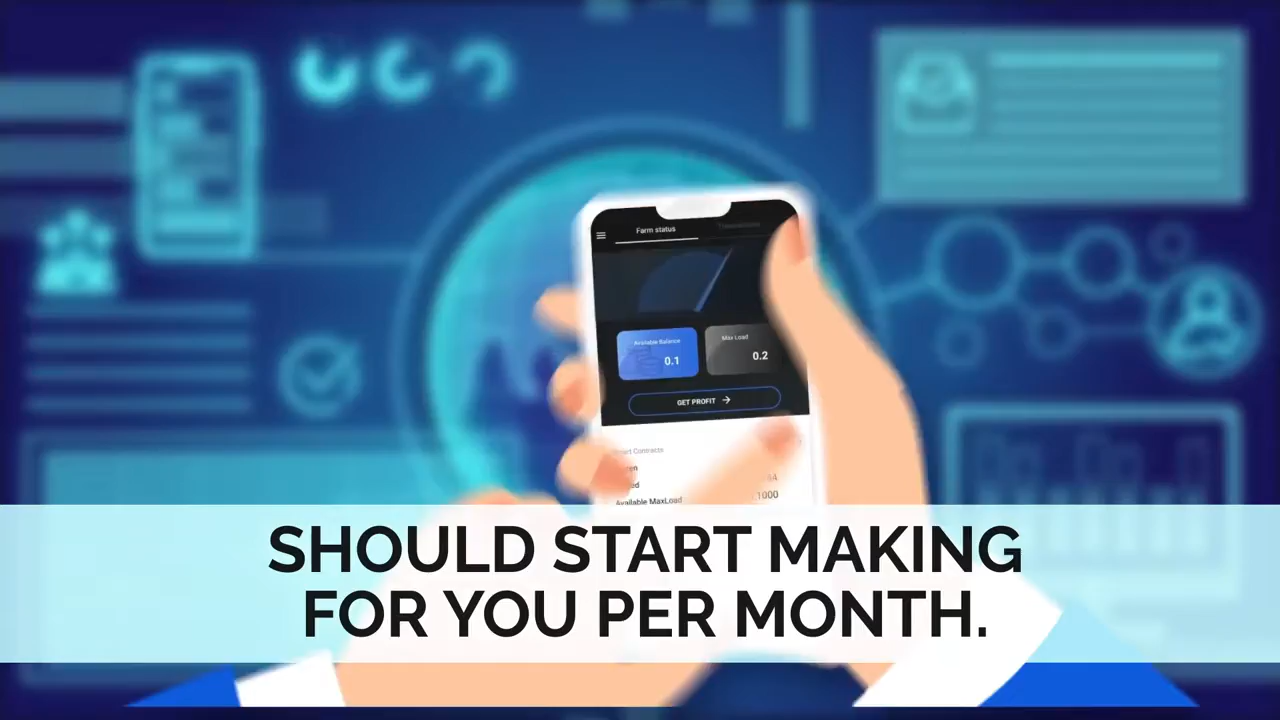 Farm status
Available Balance
Max Load
0.1
0.2
GET PROFIT
Available MaxLoad
1000
SHOULD START MAKING
FOR YOU PER MONTH.